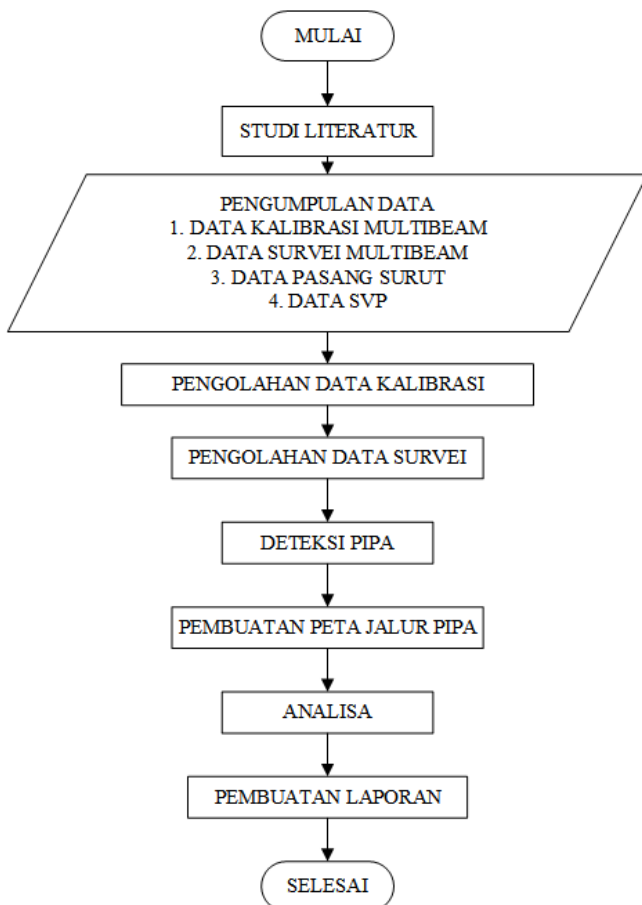 MULAI
STUDI LITERATUR
PENGUMPULAN DATA
1. DATA KALIBRASI MULTIBEAM
2. DATA SURVEI MULTIBEAM
3. DATA PASANG SURUT
4. DATA SVP
PENGOLAHAN DATA KALIBRASI
PENGOLAHAN DATA SURVEI
DETEKSI PIPA
PEMBUATAN PETA JALUR PIPA
ANALISA
PEMBUATAN LAPORAN
SELESAI